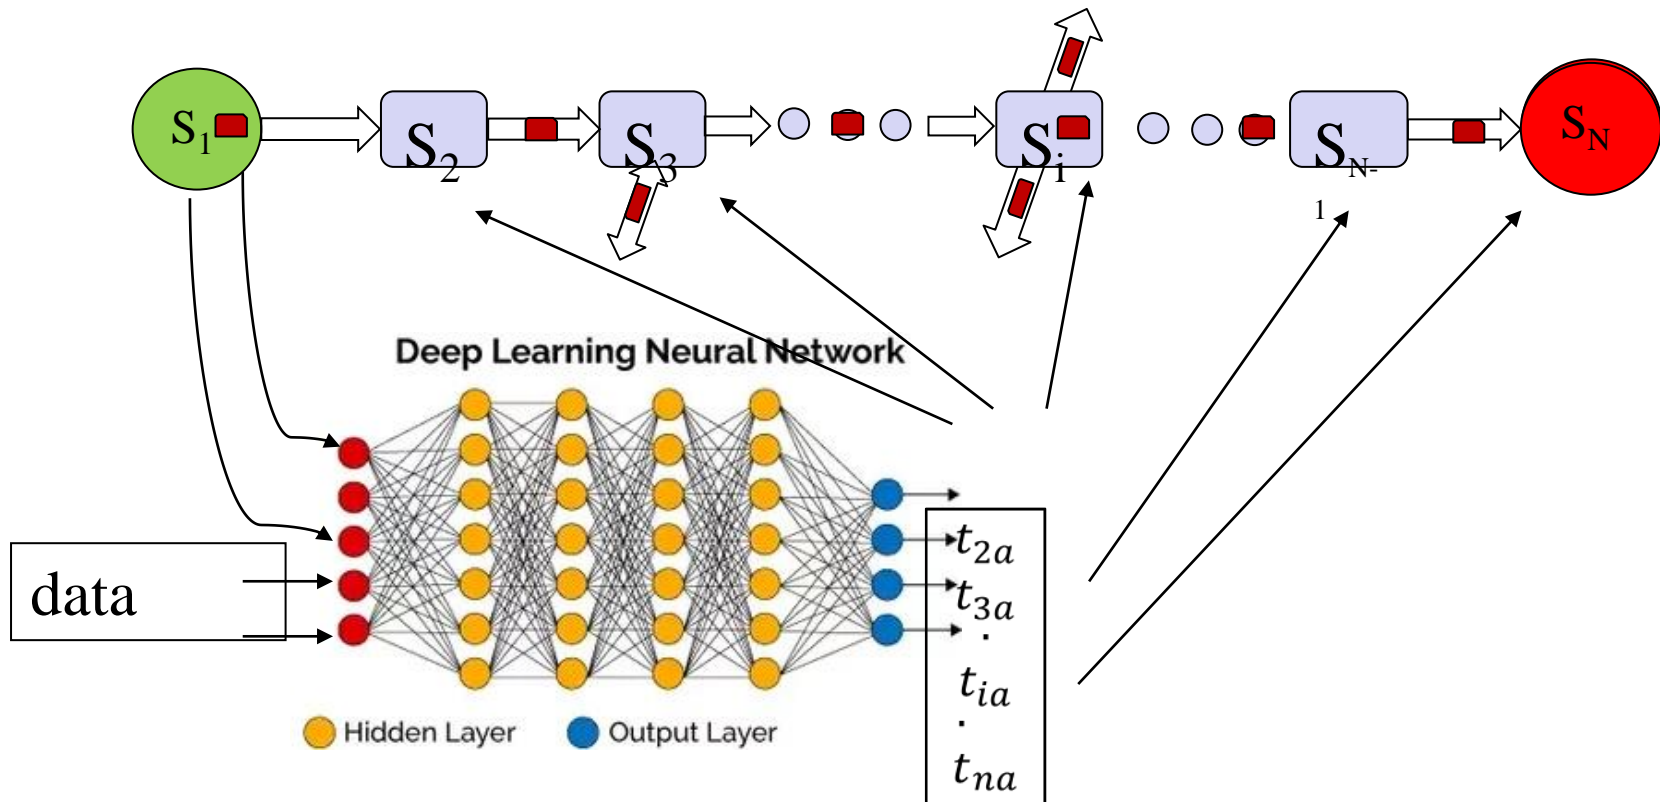 S1 S2 S3 Si SN-1 SN
Deep Learning Neural Network
data
t2a
t3a
.
tia
.
tna
Hidden Layer
Output Layer